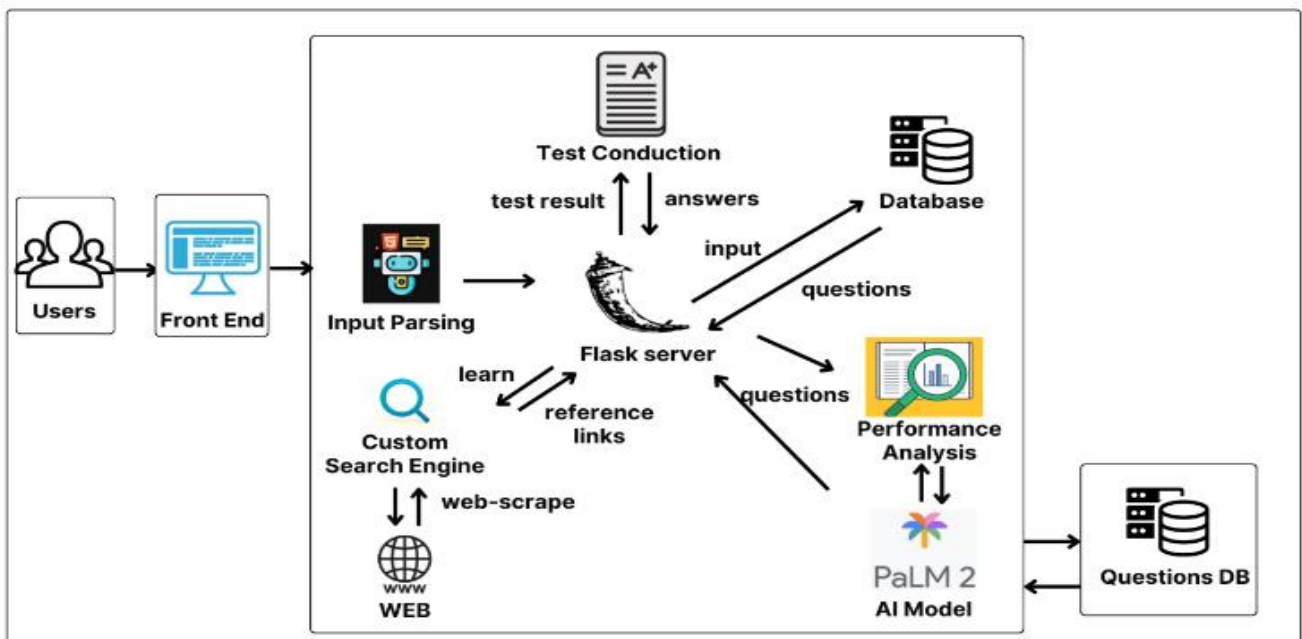 A+
Test Conduction
test result
answers
Database
input
questions
Users
Front End
Input Parsing
Flask server
learn
reference
links
questions
Performance
Analysis
Custom
Search Engine
web-scrape
www
WEB
PaLM 2
AI Model
Questions DB